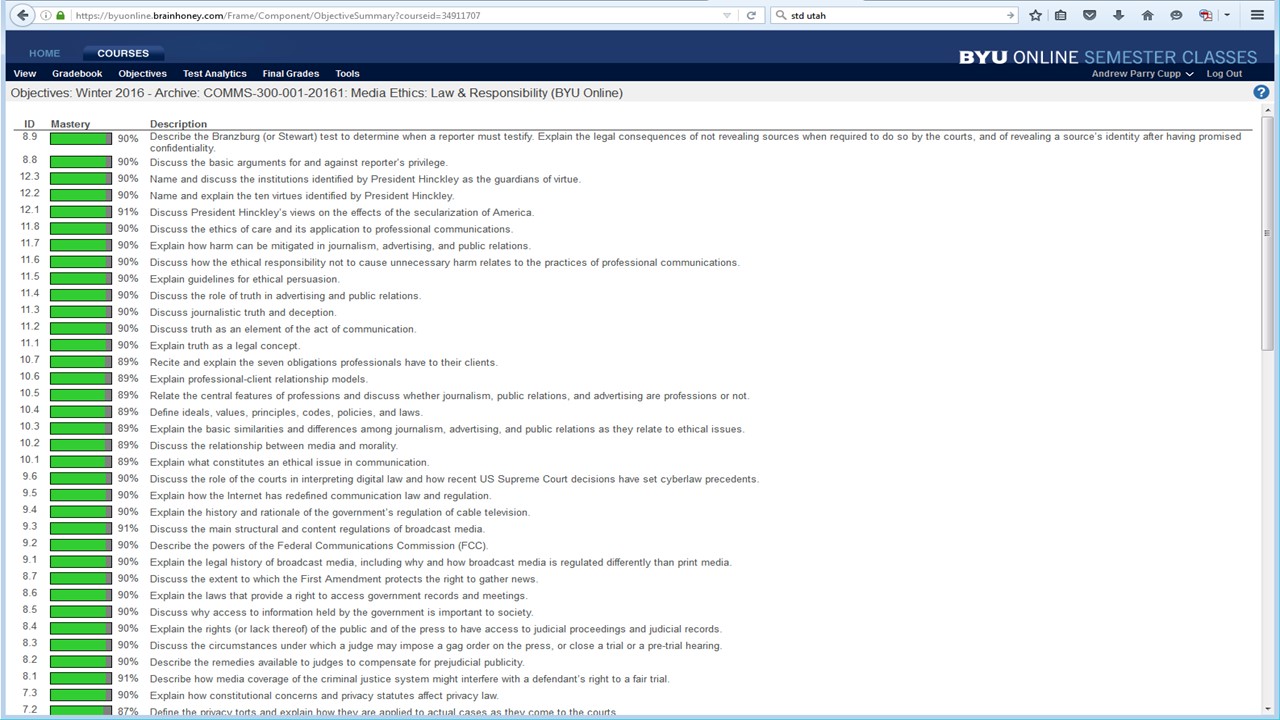 https://byuonline.brainhoney.com/Frame/Component/ObjectiveSummary?courseid=34911707
std utah
HOME COURSES
BYU ONLINE SEMESTER CLASSES
View Gradebook Objectives Test Analytics Final Grades Tools
Andrew Parry Cupp Log Out
Objectives: Winter 2016 - Archive: COMMS-300-001-20161: Media Ethics: Law & Responsibility (BYU Online)
ID Mastery Description
8.9 90% Describe the Branzburg (or Stewart) test to determine when a reporter must testify. Explain the legal consequences of not revealing sources when required to do so by the courts, and of revealing a source's identity after having promised
confidentiality.
8.8 90% Discuss the basic arguments for and against reporter's privilege.
12.3 90% Name and discuss the institutions identified by President Hinckley as the guardians of virtue.
12.2 90% Name and explain the ten virtues identified by President Hinckley.
12.1 91% Discuss President Hinckley's views on the effects of the secularization of America.
11.8 90% Discuss the ethics of care and its application to professional communications.
11.7 90% Explain how harm can be mitigated in journalism, advertising, and public relations.
11.6 90% Discuss how the ethical responsibility not to cause unnecessary harm relates to the practices of professional communications.
11.5 90% Explain guidelines for ethical persuasion.
11.4 90% Discuss the role of truth in advertising and public relations.
11.3 90% Discuss journalistic truth and deception.
11.2 90% Discuss truth as an element of the act of communication.
11.1 90% Explain truth as a legal concept.
10.7 89% Recite and explain the seven obligations professionals have to their clients.
10.6 89% Explain professional-client relationship models.
10.5 89% Relate the central features of professions and discuss whether journalism, public relations, and advertising are professions or not.
10.4 89% Define ideals, values, principles, codes, policies, and laws.
10.3 89% Explain the basic similarities and differences among journalism, advertising, and public relations as they relate to ethical issues.
10.2 89% Discuss the relationship between media and morality.
10.1 89% Explain what constitutes an ethical issue in communication.
9.6 90% Discuss the role of the courts in interpreting digital law and how recent US Supreme Court decisions have set cyberlaw precedents.
9.5 90% Explain how the Internet has redefined communication law and regulation.
9.4 90% Explain the history and rationale of the government's regulation of cable television.
9.3 91% Discuss the main structural and content regulations of broadcast media.
9.2 90% Describe the powers of the Federal Communications Commission (FCC).
9.1 90% Explain the legal history of broadcast media, including why and how broadcast media is regulated differently than print media.
8.7 90% Discuss the extent to which the First Amendment protects the right to gather news.
8.6 90% Explain the laws that provide a right to access government records and meetings.
8.5 90% Discuss why access to information held by the government is important to society.
8.4 90% Explain the rights (or lack thereof) of the public and of the press to have access to judicial proceedings and judicial records.
8.3 90% Discuss the circumstances under which a judge may impose a gag order on the press, or close a trial or a pre-trial hearing.
8.2 90% Describe the remedies available to judges to compensate for prejudicial publicity.
8.1 91% Describe how media coverage of the criminal justice system might interfere with a defendant's right to a fair trial.
7.3 90% Explain how constitutional concerns and privacy statutes affect privacy law.
7.2 87% Define the privacy torts and explain how they are applied to actual cases as they come to the courts